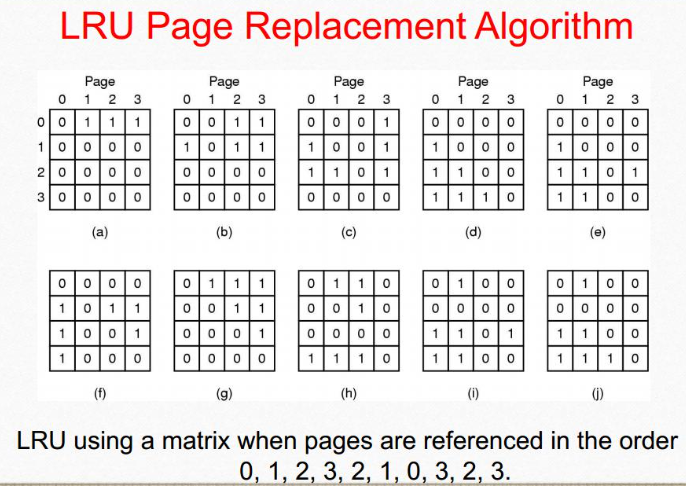 LRU Page Replacement Algorithm
Page Page Page Page Page
0 1 2 3 0 1 2 3 0 1 2 3 0 1 2 3 0 1 2 3
0 0 1 1 1 0 0 1 1 0 0 0 1 0 0 0 0 0 0 0 0
1 0 0 0 0 1 0 1 1 1 0 0 1 1 0 0 0 1 0 0 0
2 0 0 0 0 0 0 0 0 1 1 0 1 1 1 0 0 1 1 0 1
3 0 0 0 0 0 0 0 0 0 0 0 0 1 1 1 0 1 1 0 0
(a) (b) (c) (d) (e)
0 0 0 0 0 1 1 1 0 1 1 0 0 1 0 0 0 1 0 0
1 0 1 1 0 0 1 1 0 0 1 0 0 0 0 0 0 0 0 0
1 0 0 1 0 0 0 1 0 0 0 0 1 1 0 1 1 1 0 0
1 0 0 0 0 0 0 0 1 1 1 0 1 1 0 0 1 1 1 0
(f) (g) (h) (i) (j)
LRU using a matrix when pages are referenced in the order
0, 1, 2, 3, 2, 1, 0, 3, 2, 3.